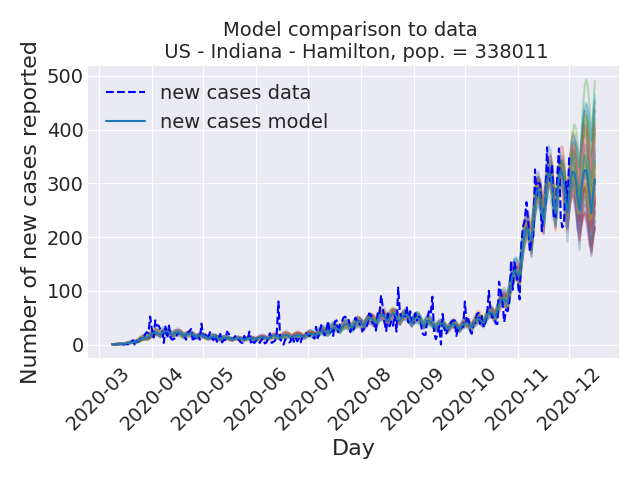 Model comparison to data
US - Indiana - Hamilton, pop. = 338011
Number of new cases reported
500
400
300
200
100
0
new cases data
new cases model
2020-03
2020-04
2020-05
2020-06
2020-07
2020-08
2020-09
2020-10
2020-11
2020-12
Day